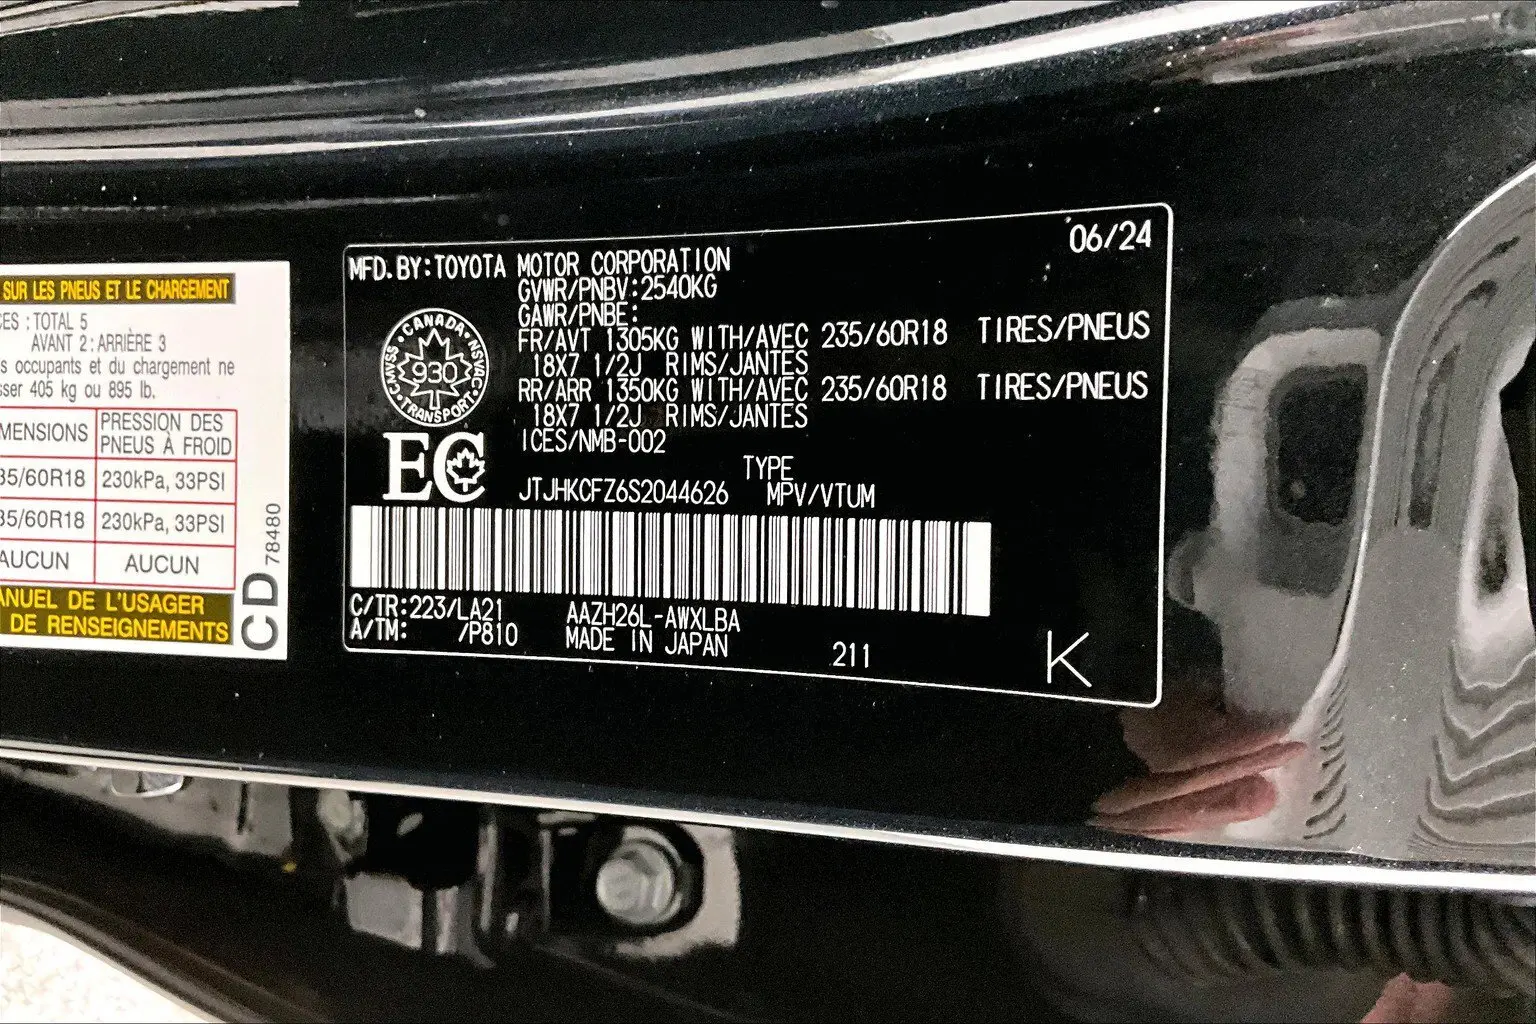 SUR LES PNEUS ET LE CHARGEMENT
CES : TOTAL 5
AVANT 2 : ARRIÈRE 3
s occupants et du chargement ne
sser 405 kg ou 895 lb.
MENSIONS PRESSION DES PNEUS À FROID
35/60R18 230kPa, 33PSI
35/60R18 230kPa, 33PSI
AUCUN AUCUN
ANUEL DE L'USAGER
DE RENSEIGNEMENTS
CD 78480
06/24
MFD. BY: TOYOTA MOTOR CORPORATION
GVWR/PNBV: 2540KG
GAWR/PNBE:
FR/AVT 1305KG WITH/AVEC 235/60R18 TIRES/PNEUS
18X7 1/2J RIMS/JANTES
RR/ARR 1350KG WITH/AVEC 235/60R18 TIRES/PNEUS
18X7 1/2J RIMS/JANTES
ICES/NMB-002
CANADA
CMVSS 930 NSVAC
TRANSPORT
EC
TYPE
JTJHKCFZ6S2044626 MPV/VTUM
C/TR: 223/LA21 AAZH26L-AWXLBA
A/TM: /P810 MADE IN JAPAN
211 K